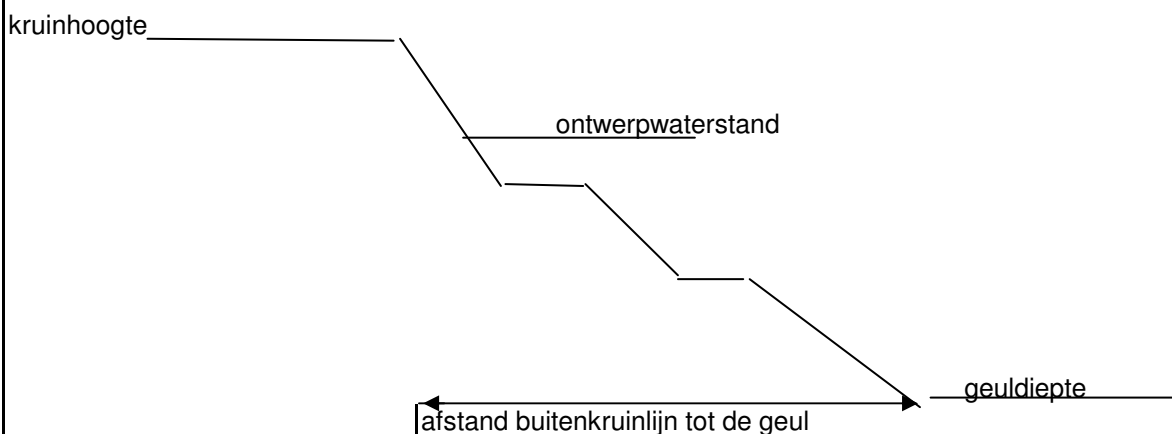 kruinhoogte
ontwerpwaterstand
geuldiepte
afstand buitenkruinlijn tot de geul